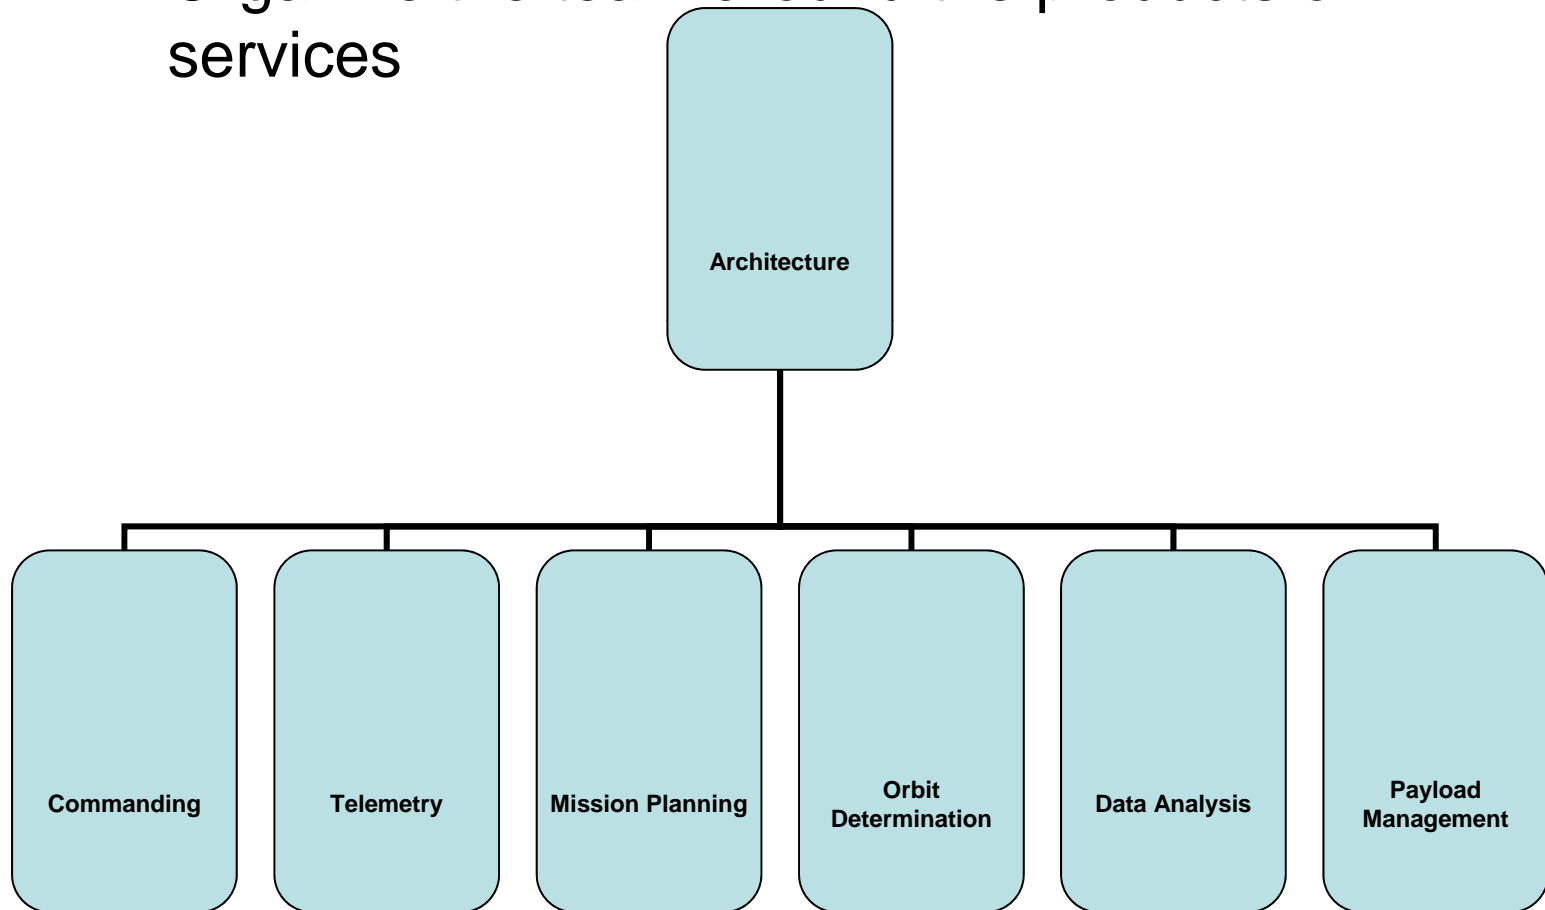 services
Architecture
Commanding
Telemetry
Mission Planning
Orbit
Determination
Data Analysis
Payload
Management